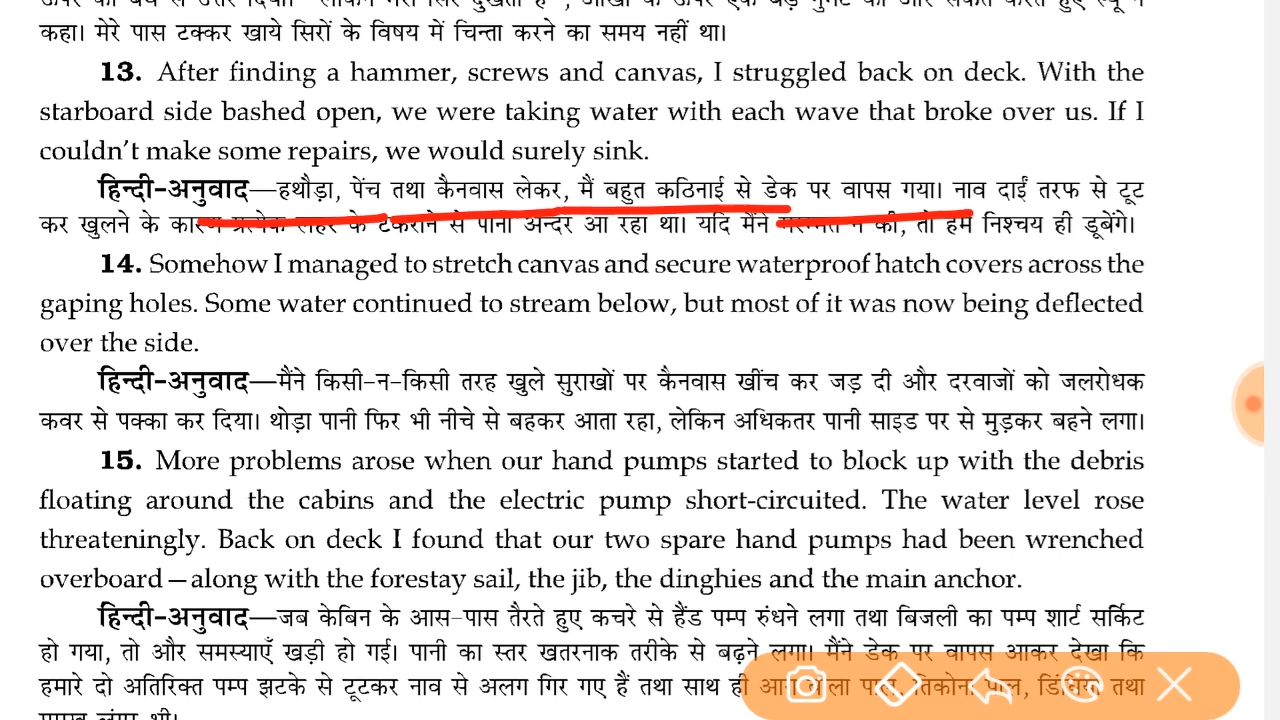 कहा। मेरे पास टक्कर खाये सिरों के विषय में चिन्ता करने का समय नहीं था।
13. After finding a hammer, screws and canvas, I struggled back on deck. With the
starboard side bashed open, we were taking water with each wave that broke over us. If I
couldn't make some repairs, we would surely sink.
हिन्दी-अनुवाद—हथौड़ा, पेंच तथा कैनवास लेकर, मैं बहुत कठिनाई से डेक पर वापस गया। नाव दाईं तरफ से टूट
कर खुलने के कारण प्रत्येक लहर के टकराने से पानी अन्दर आ रहा था। यदि मैंने मरम्मत न की, तो हम निश्चय ही डूबेंगे।
14. Somehow I managed to stretch canvas and secure waterproof hatch covers across the
gaping holes. Some water continued to stream below, but most of it was now being deflected
over the side.
हिन्दी-अनुवाद—मैंने किसी-न-किसी तरह खुले सुराखों पर कैनवास खींच कर जड़ दी और दरवाजों को जलरोधक
कवर से पक्का कर दिया। थोड़ा पानी फिर भी नीचे से बहकर आता रहा, लेकिन अधिकतर पानी साइड पर से मुड़कर बहने लगा।
15. More problems arose when our hand pumps started to block up with the debris
floating around the cabins and the electric pump short-circuited. The water level rose
threateningly. Back on deck I found that our two spare hand pumps had been wrenched
overboard—along with the forestay sail, the jib, the dinghies and the main anchor.
हिन्दी-अनुवाद—जब केबिन के आस-पास तैरते हुए कचरे से हैंड पम्प रुंधने लगा तथा बिजली का पम्प शार्ट सर्किट
हो गया, तो और समस्याएँ खड़ी हो गई। पानी का स्तर खतरनाक तरीके से बढ़ने लगा। मैंने डेक पर वापस आकर देखा कि
हमारे दो अतिरिक्त पम्प झटके से टूटकर नाव से अलग गिर गए हैं तथा साथ ही पाल, तिकोना पाल, तथा